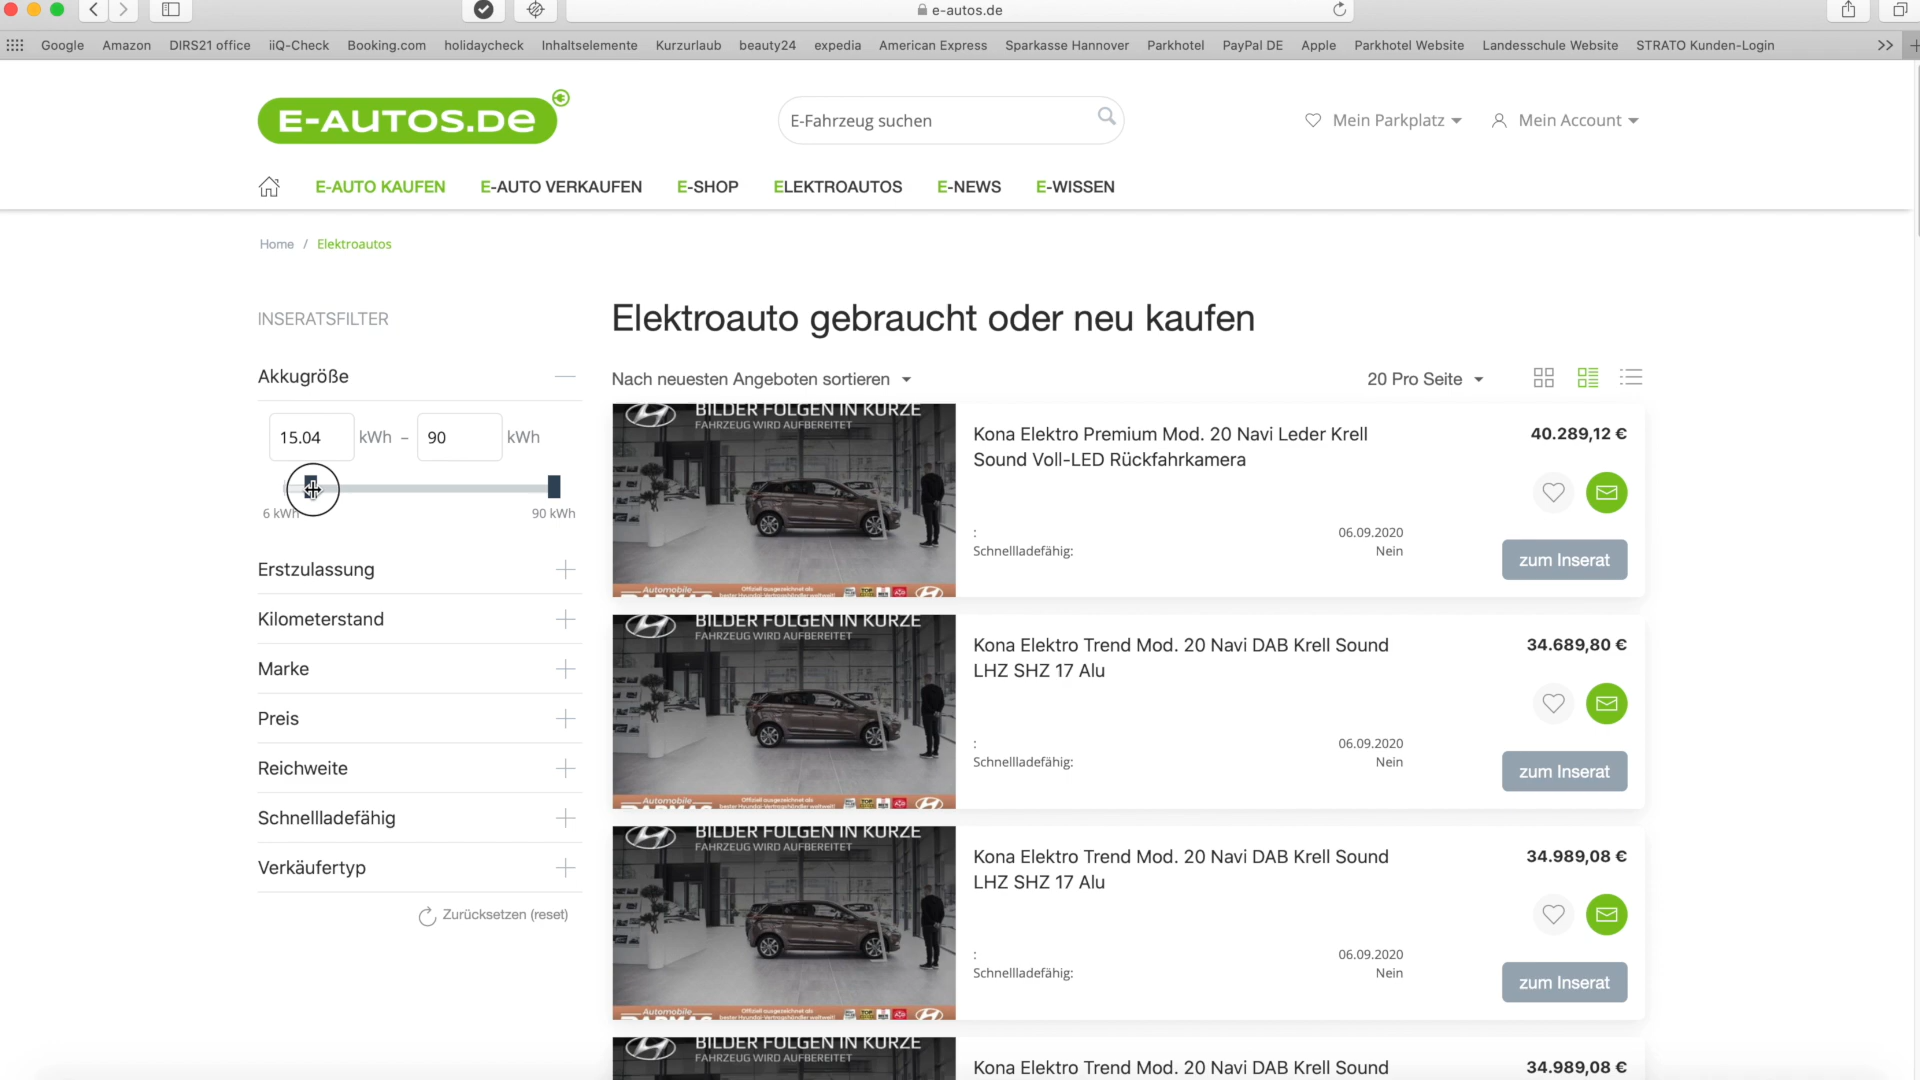 e-autos.de
Google Amazon DIRS21 office iiQ-Check Booking.com holidaycheck Inhaltselemente Kurzurlaub beauty24 expedia American Express Sparkasse Hannover Parkhotel PayPal DE Apple Parkhotel Website Landesschule Website STRATO Kunden-Login
E-AUTOS.DE
E-Fahrzeug suchen
Mein Parkplatz
Mein Account
E-AUTO KAUFEN E-AUTO VERKAUFEN E-SHOP ELEKTROAUTOS E-NEWS E-WISSEN
Home / Elektroautos
INSERATSFILTER
Akkugröße
15.04 kWh – 90 kWh
6 kWh 90 kWh
Erstzulassung
Kilometerstand
Marke
Preis
Reichweite
Schnellladefähig
Verkäufertyp
Zurücksetzen (reset)
Elektroauto gebraucht oder neu kaufen
Nach neuesten Angeboten sortieren
20 Pro Seite
BILDER FOLGEN IN KÜRZE
FAHRZEUG WIRD AUFBEREITET
Automobile
Kona Elektro Premium Mod. 20 Navi Leder Krell
Sound Voll-LED Rückfahrkamera
40.289,12 €
: 06.09.2020
Schnellladefähig: Nein
zum Inserat
BILDER FOLGEN IN KÜRZE
FAHRZEUG WIRD AUFBEREITET
Automobile
Kona Elektro Trend Mod. 20 Navi DAB Krell Sound
LHZ SHZ 17 Alu
34.689,80 €
: 06.09.2020
Schnellladefähig: Nein
zum Inserat
BILDER FOLGEN IN KÜRZE
FAHRZEUG WIRD AUFBEREITET
Automobile
Kona Elektro Trend Mod. 20 Navi DAB Krell Sound
LHZ SHZ 17 Alu
34.989,08 €
: 06.09.2020
Schnellladefähig: Nein
zum Inserat
BILDER FOLGEN IN KÜRZE
FAHRZEUG WIRD AUFBEREITET
Kona Elektro Trend Mod. 20 Navi DAB Krell Sound
34.989,08 €